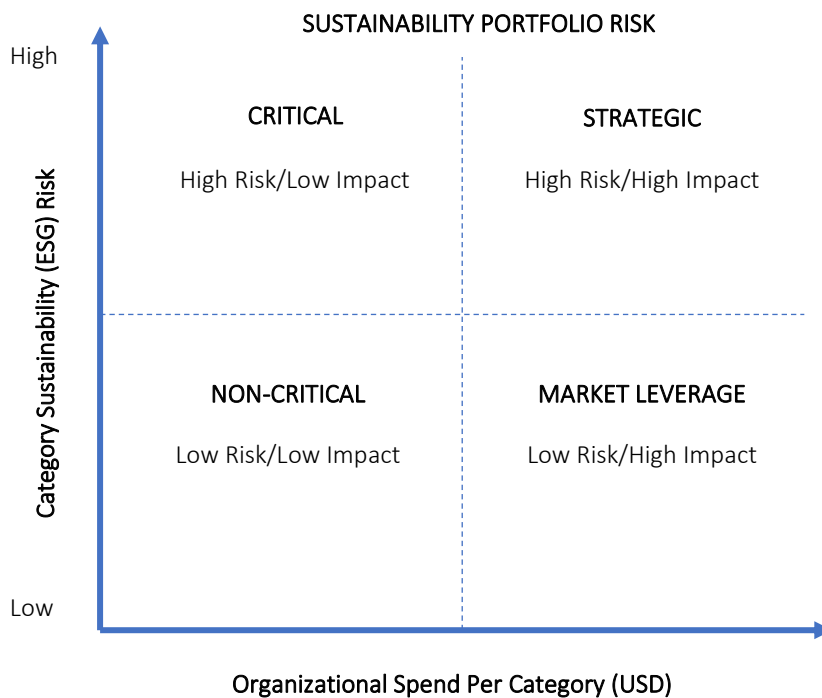 SUSTAINABILITY PORTFOLIO RISK
High
CRITICAL
STRATEGIC
High Risk/Low Impact
High Risk/High Impact
Category Sustainability (ESG) Risk
NON-CRITICAL
MARKET LEVERAGE
Low Risk/Low Impact
Low Risk/High Impact
Low
Organizational Spend Per Category (USD)